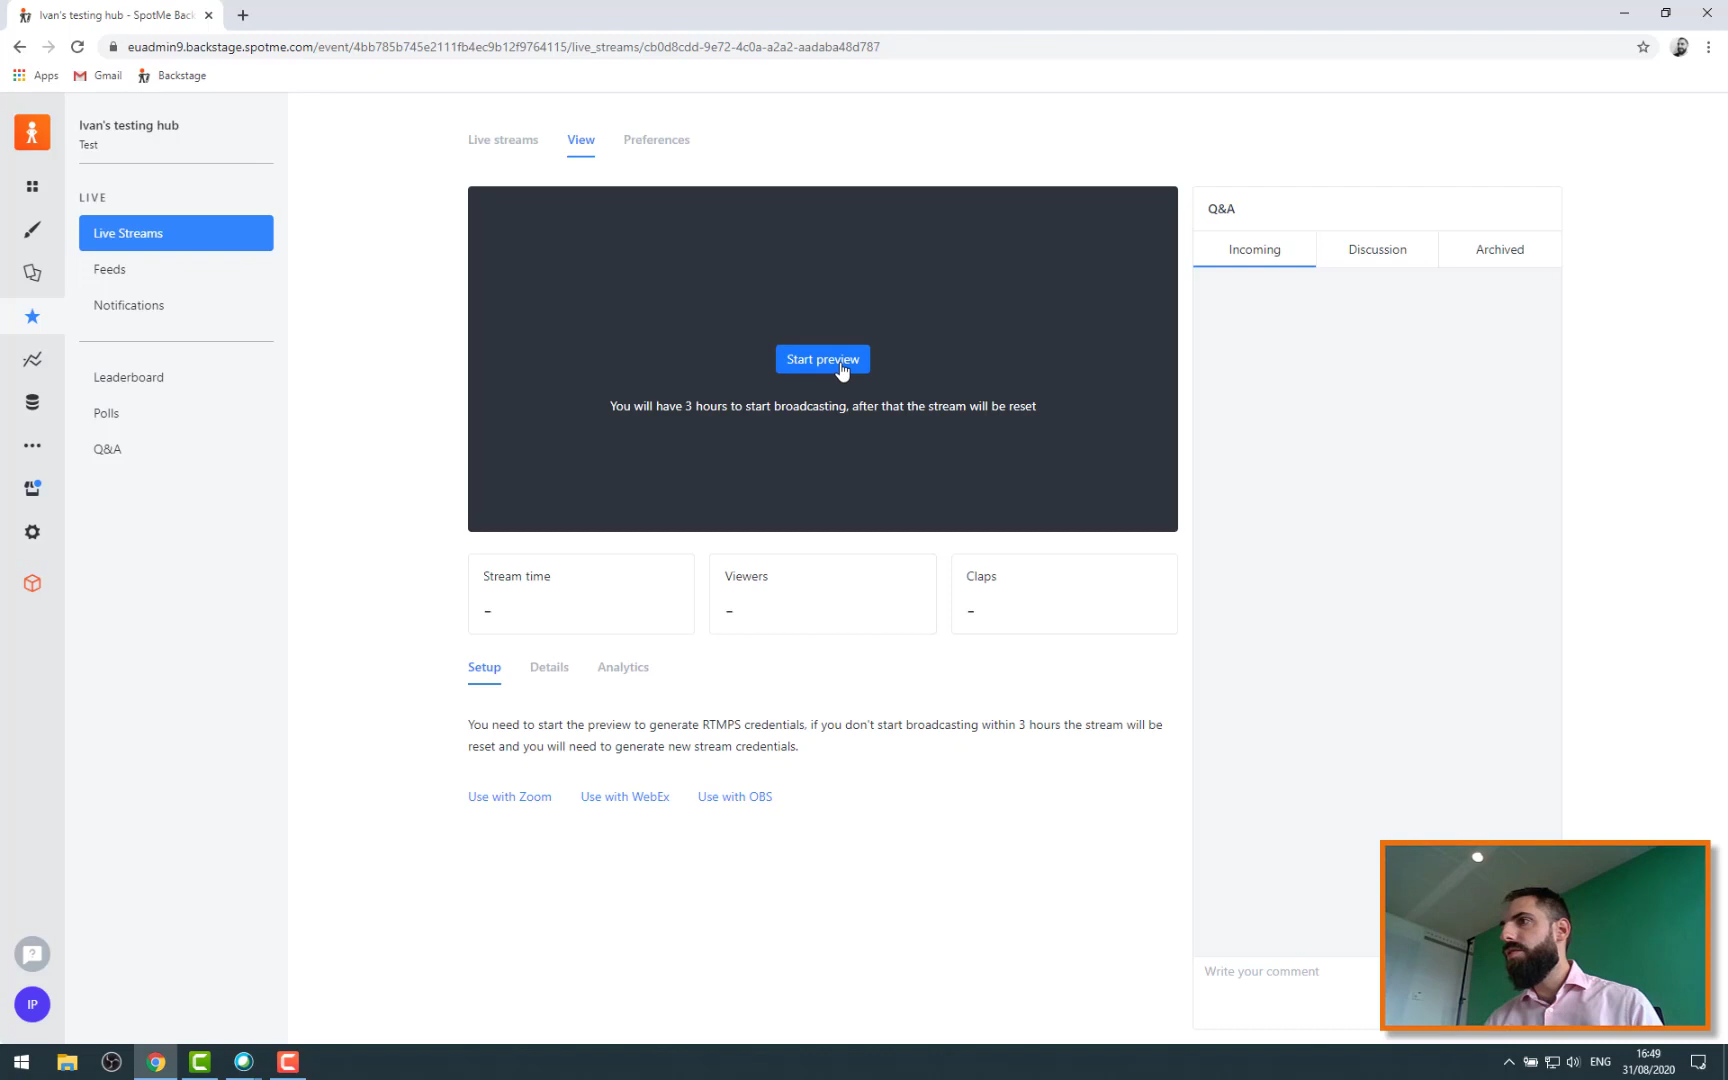 Ivan's testing hub - SpotMe Back
euadmin9.backstage.spotme.com/event/4bb785b745e2111fb4ec9b12f9764115/live_streams/cb0d8cdd-9e72-4c0a-a2a2-aadaba48d787
Apps Gmail Backstage
Ivan's testing hub
Test
LIVE
Live Streams
Feeds
Notifications
Leaderboard
Polls
Q&A
IP
Live streams View Preferences
Start preview
You will have 3 hours to start broadcasting, after that the stream will be reset
Stream time
-
Viewers
-
Claps
-
Setup Details Analytics
You need to start the preview to generate RTMPS credentials, if you don't start broadcasting within 3 hours the stream will be
reset and you will need to generate new stream credentials.
Use with Zoom Use with WebEx Use with OBS
Q&A
Incoming Discussion Archived
Write your comment
ENG
16:49
31/08/2020